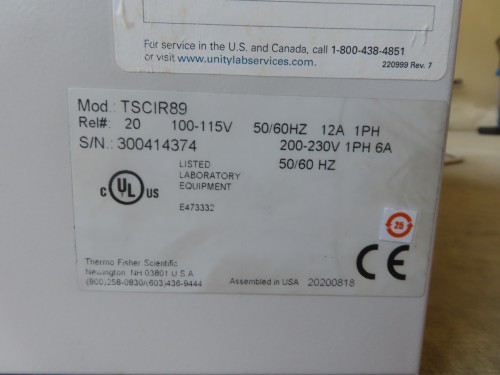 For service in the U.S. and Canada, call 1-800-438-4851
or visit www.unitylabservices.com. 220999 Rev. 7
Mod.: TSCIR89
Rel#: 20 100-115V 50/60HZ 12A 1PH
S/N.: 300414374 200-230V 1PH 6A
50/60 HZ
LISTED
LABORATORY
EQUIPMENT
C UL US
E473332
25
CE
Thermo Fisher Scientific
Newington NH 03801 U.S.A
(800)258-0830/(603)436-9444
Assembled in USA 20200818